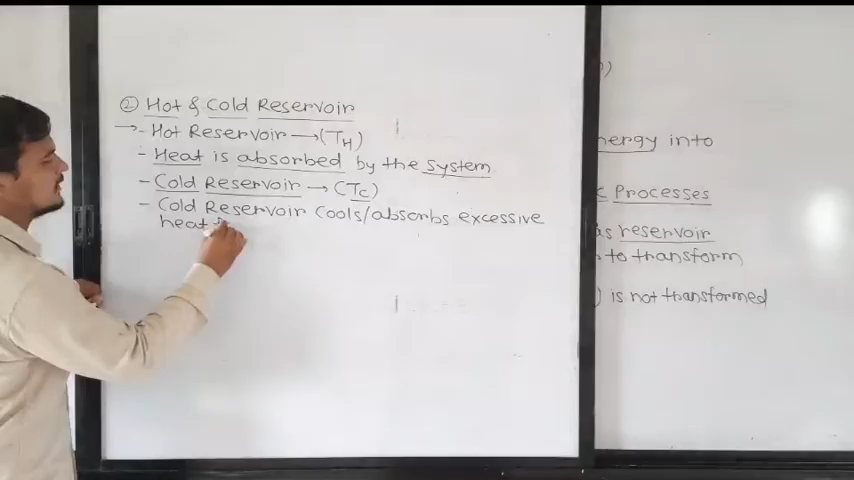 ② Hot & Cold Reservoir
→ - Hot Reservoir → (TH)
- Heat is absorbed by the system
- Cold Reservoir → (Tc)
- Cold Reservoir Cools/absorbs excessive
heat
)
nergy into
c Processes
as reservoir
to transform
) is not transformed